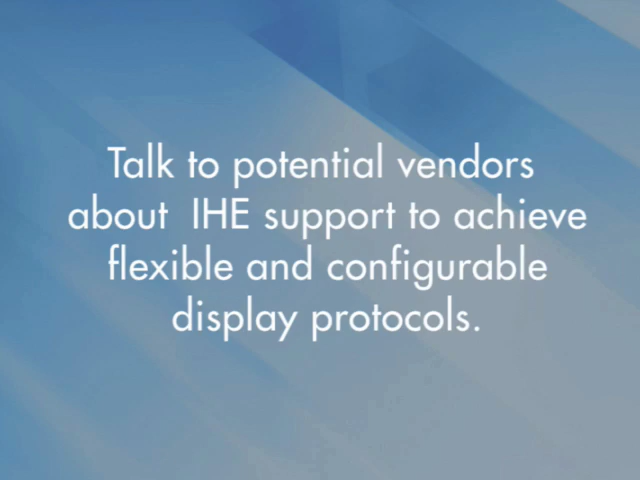 Talk to potential vendors
about IHE support to achieve
flexible and configurable
display protocols.